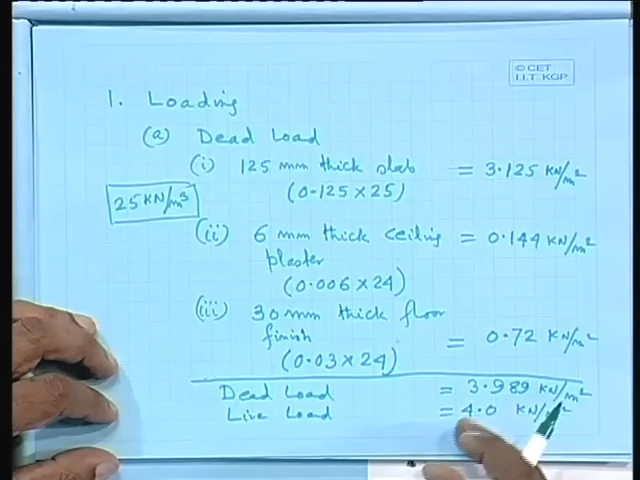 © CET
I.I.T. KGP
1. Loading
(a) Dead Load
(i) 125 mm thick slab = 3.125 KN/m²
(0.125 x 25)
25 KN/m³
(ii) 6 mm thick ceiling = 0.144 KN/m²
plaster
(0.006 x 24)
(iii) 30 mm thick floor
finish = 0.72 KN/m²
(0.03 x 24)
Dead Load = 3.989 KN/m²
Live Load = 4.0 KN/m²